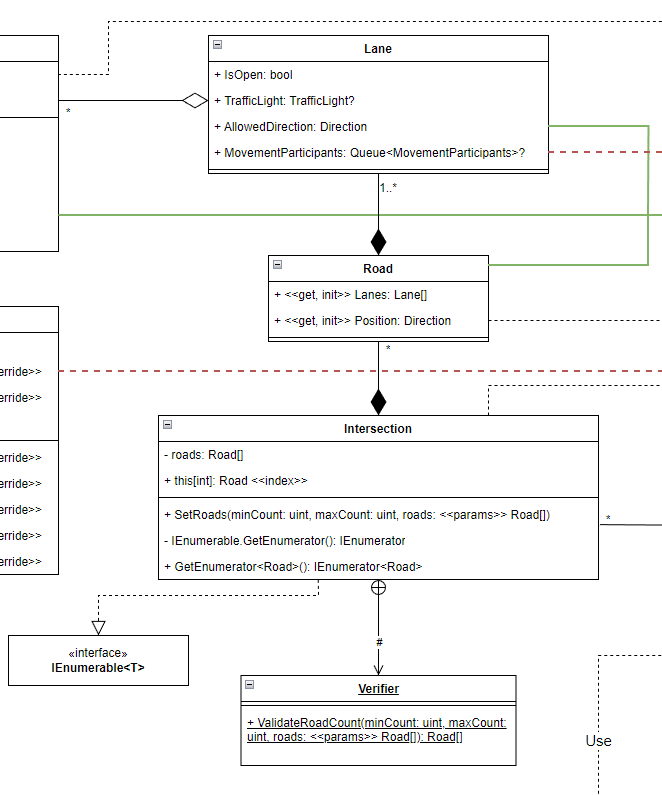 Lane
+ IsOpen: bool
+ TrafficLight: TrafficLight?
*
+ AllowedDirection: Direction
+ MovementParticipants: Queue<MovementParticipants>?
1..*
Road
+ <<get, init>> Lanes: Lane[]
+ <<get, init>> Position: Direction
*
erride>>
erride>>
Intersection
- roads: Road[]
+ this[int]: Road <<index>>
erride>>
erride>>
erride>>
erride>>
erride>>
+ SetRoads(minCount: uint, maxCount: uint, roads: <<params>> Road[])
*
- IEnumerable.GetEnumerator(): IEnumerator
+ GetEnumerator<Road>(): IEnumerator<Road>
«interface»
IEnumerable<T>
#
Verifier
+ ValidateRoadCount(minCount: uint, maxCount:
uint, roads: <<params>> Road[]): Road[]
Use